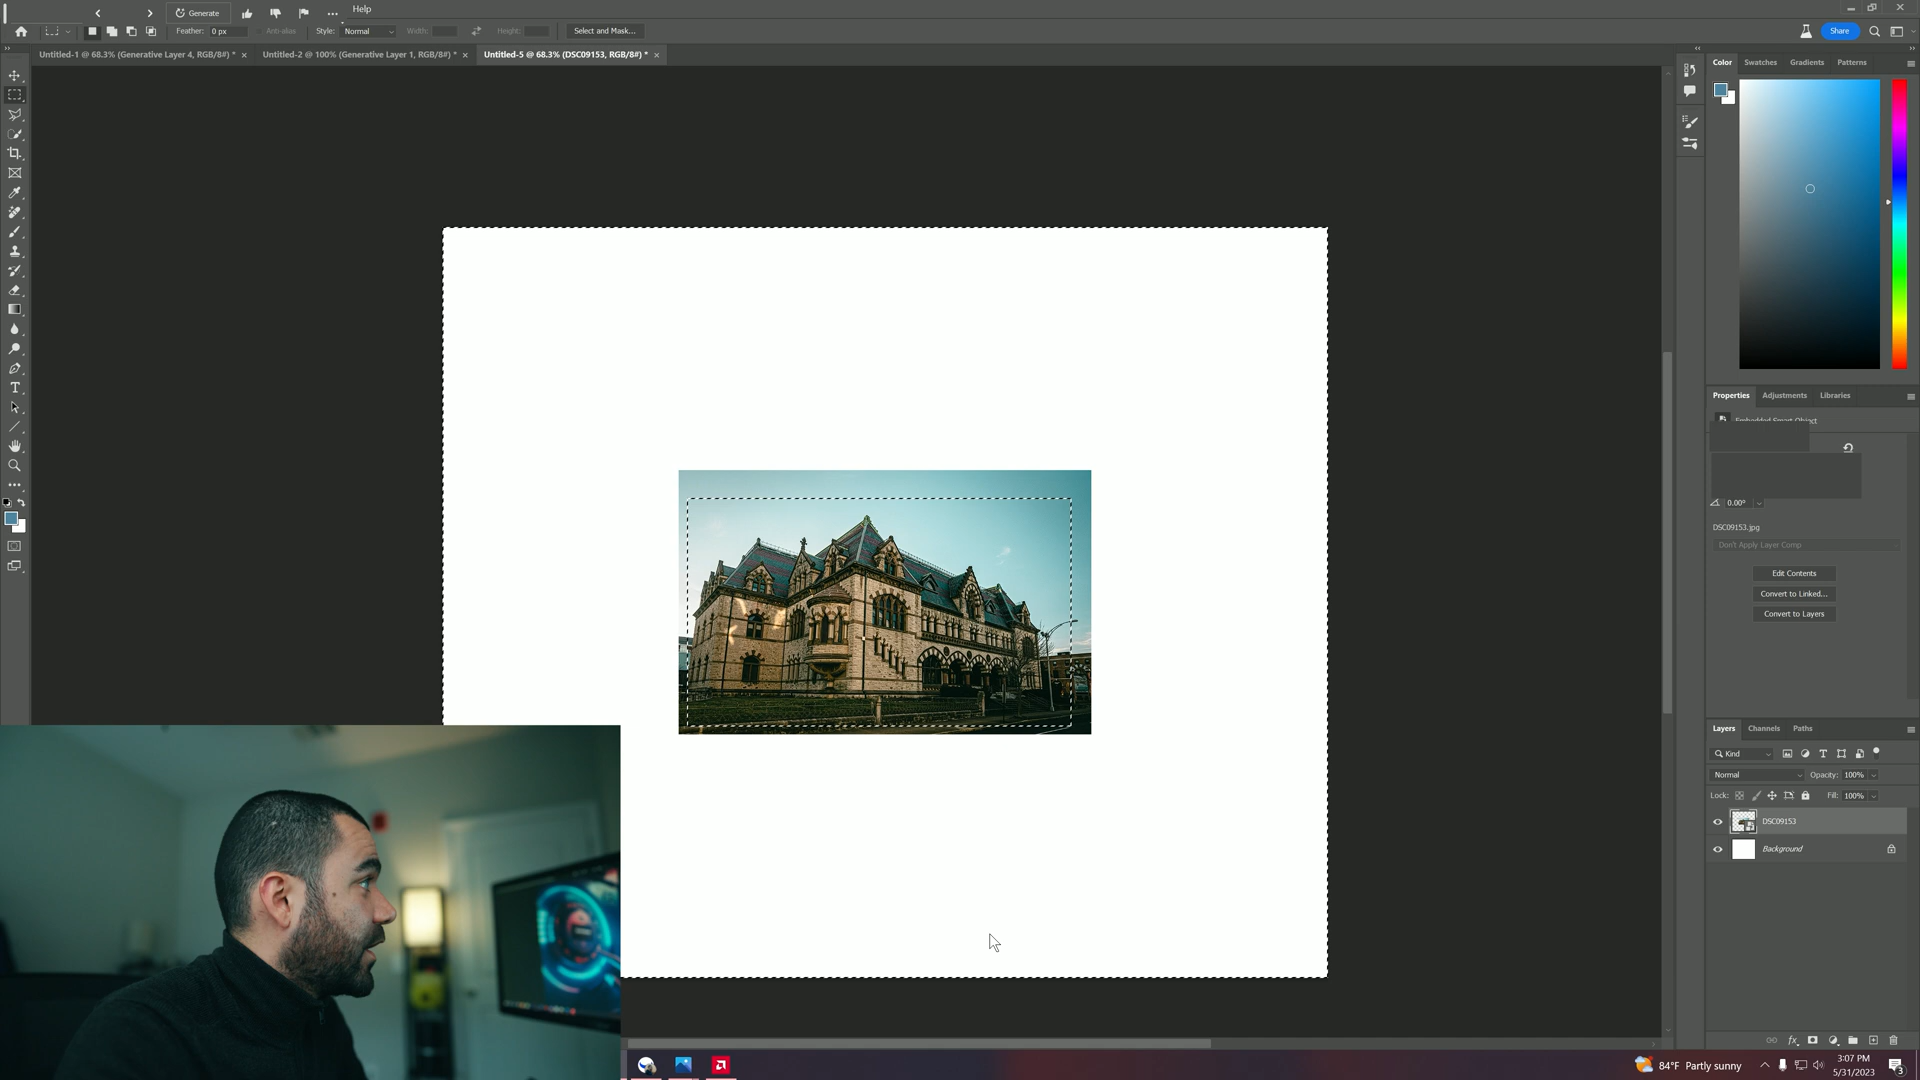 Generate
Help
Feather: 0 px
Anti-alias
Style: Normal
Width:
Height:
Select and Mask...
Share
Untitled-1 @ 68.3% (Generative Layer 4, RGB/8#) *
Untitled-2 @ 100% (Generative Layer 1, RGB/8#) *
Untitled-5 @ 68.3% (DSC09153, RGB/8#) *
Color
Swatches
Gradients
Patterns
Properties
Adjustments
Libraries
Embedded Smart Object
0.00°
DSC09153.jpg
Don't Apply Layer Comp
Edit Contents
Convert to Linked...
Convert to Layers
Layers
Channels
Paths
Kind
Normal
Opacity: 100%
Lock:
Fill: 100%
DSC09153
Background
84°F Partly sunny
3:07 PM
5/31/2023
3